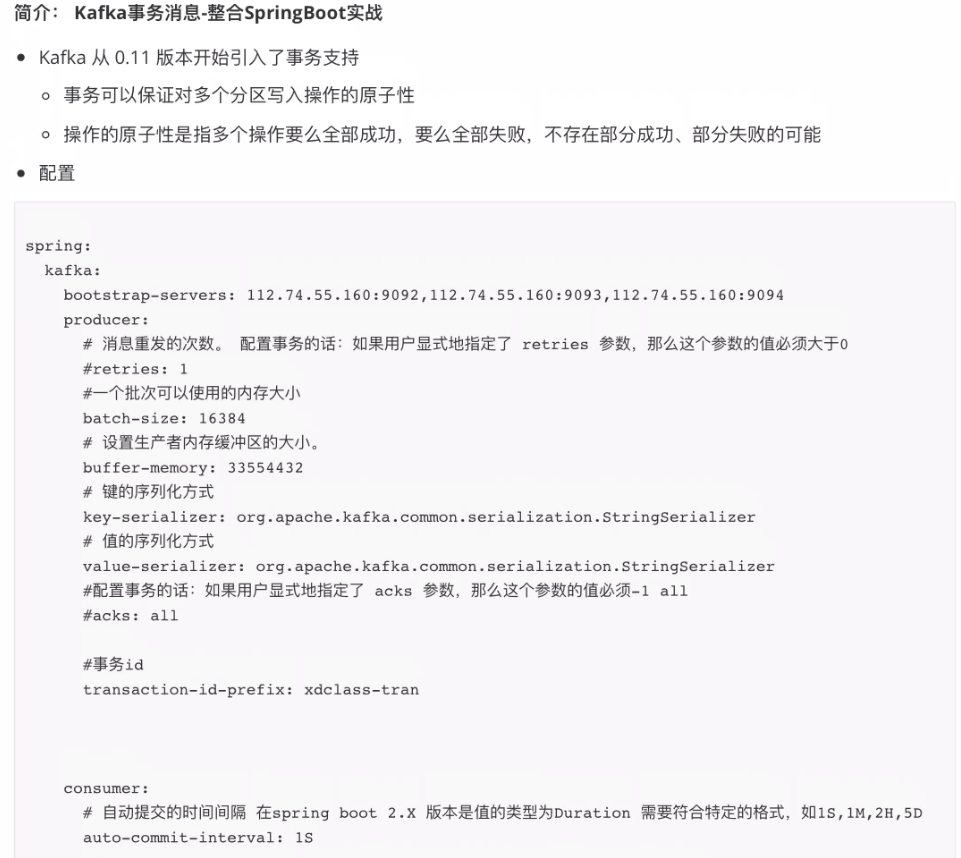 简介： Kafka事务消息-整合SpringBoot实战
Kafka 从 0.11 版本开始引入了事务支持
事务可以保证对多个分区写入操作的原子性
操作的原子性是指多个操作要么全部成功，要么全部失败，不存在部分成功、部分失败的可能
配置
spring:
kafka:
bootstrap-servers: 112.74.55.160:9092,112.74.55.160:9093,112.74.55.160:9094
producer:
# 消息重发的次数。 配置事务的话：如果用户显式地指定了 retries 参数，那么这个参数的值必须大于0
#retries: 1
#一个批次可以使用的内存大小
batch-size: 16384
# 设置生产者内存缓冲区的大小。
buffer-memory: 33554432
# 键的序列化方式
key-serializer: org.apache.kafka.common.serialization.StringSerializer
# 值的序列化方式
value-serializer: org.apache.kafka.common.serialization.StringSerializer
#配置事务的话：如果用户显式地指定了 acks 参数，那么这个参数的值必须-1 all
#acks: all
#事务id
transaction-id-prefix: xdclass-tran
consumer:
# 自动提交的时间间隔 在spring boot 2.X 版本是值的类型为Duration 需要符合特定的格式，如1S,1M,2H,5D
auto-commit-interval: 1S